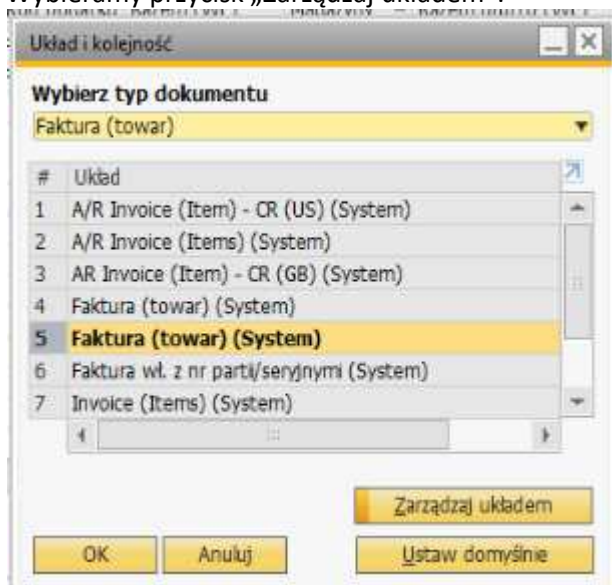 Wybieramy przycisk „Zarządzaj układem".
Układ i kolejność
Wybierz typ dokumentu
Faktura (towar)
# Układ
1 A/R Invoice (Item) - CR (US) (System)
2 A/R Invoice (Items) (System)
3 AR Invoice (Item) - CR (GB) (System)
4 Faktura (towar) (System)
5 Faktura (towar) (System)
6 Faktura wł. z nr partii/seryjnymi (System)
7 Invoice (Items) (System)
Zarządzaj układem
OK Anuluj Ustaw domyślnie